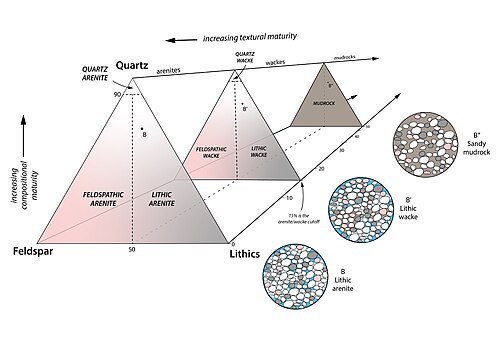 increasing textural maturity
Quartz
QUARTZ
ARENITE
arenites
QUARTZ
WACKE
wackes
mudrocks
90
B
B'
B"
MUDROCK
increasing
compositional
maturity
FELDSPATHIC
ARENITE
LITHIC
ARENITE
FELDSPATHIC
WACKE
LITHIC
WACKE
B"
Sandy
mudrock
B'
Lithic
wacke
B
Lithic
arenite
15% is the
arenite/wacke cutoff
Feldspar
50
Lithics
0
10
20
30
40
50